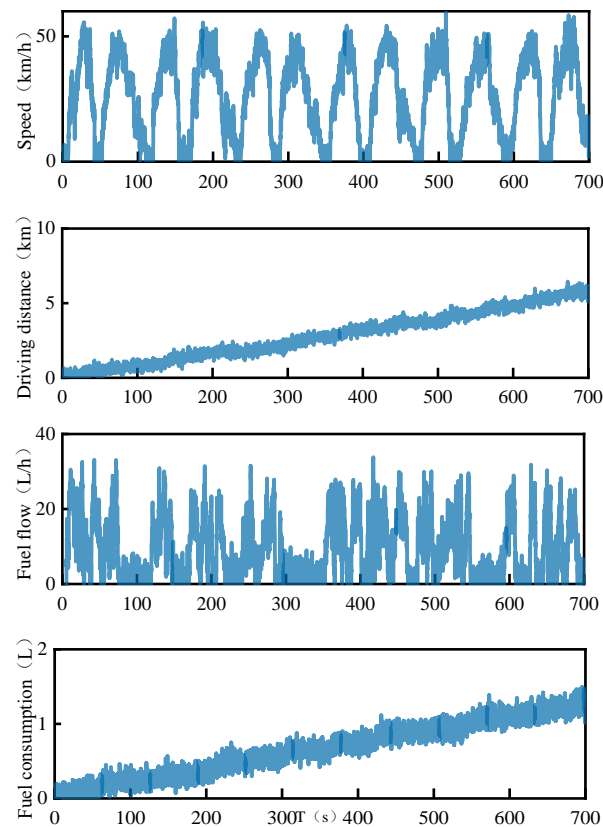 Speed（km/h）
50
0
0 100 200 300 400 500 600 700
Driving distance（km）
10
5
0
0 100 200 300 400 500 600 700
Fuel flow（L/h）
40
20
0
0 100 200 300 400 500 600 700
Fuel consumption（L）
2
1
0
0 100 200 300 T（s） 400 500 600 700